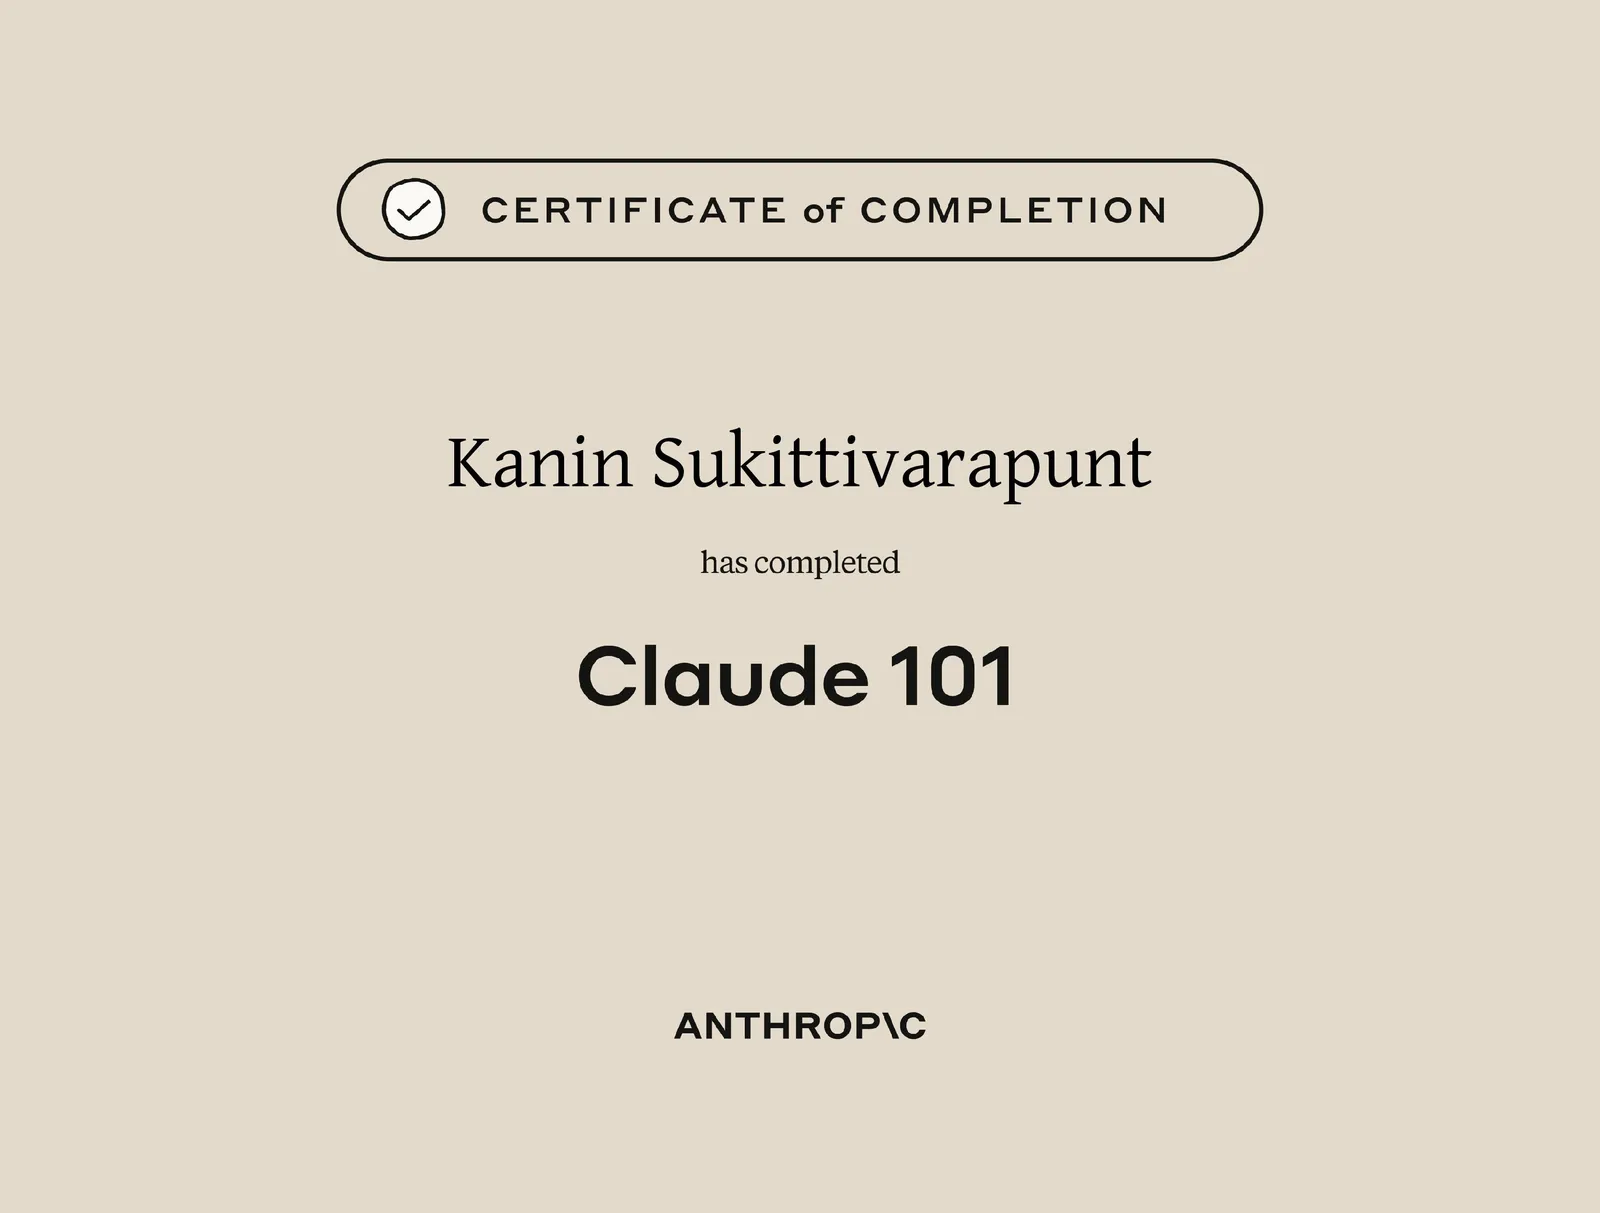 CERTIFICATE of COMPLETION
Kanin Sukittivarapunt
has completed
Claude 101
ANTHROP\C